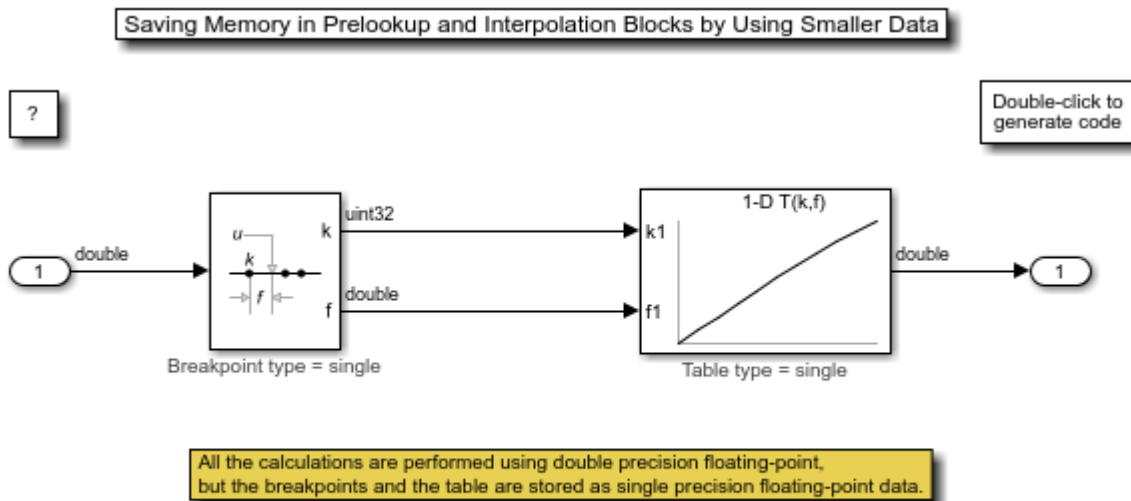 Saving Memory in Prelookup and Interpolation Blocks by Using Smaller Data
?
Double-click to
generate code
1
double
u
k
f
k
f
uint32
double
k1
f1
1-D T(k,f)
double
1
Breakpoint type = single
Table type = single
All the calculations are performed using double precision floating-point,
but the breakpoints and the table are stored as single precision floating-point data.